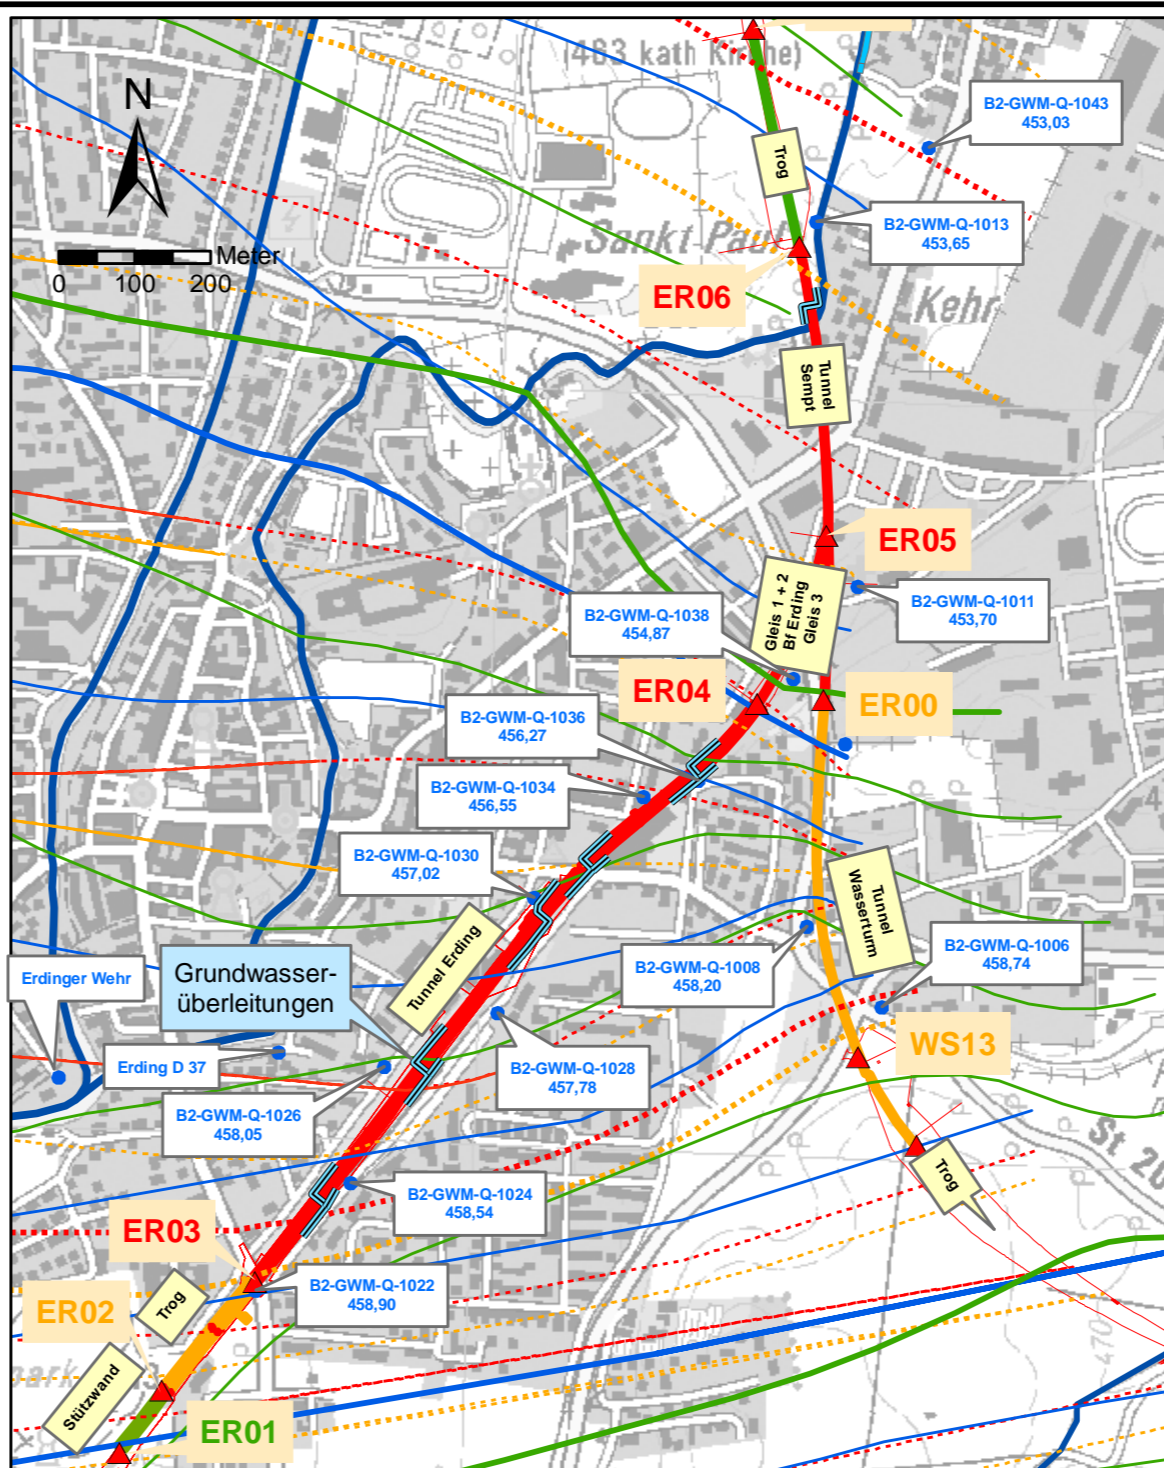 (463 kath
B2-GWM-Q-1043
453,03
N
Trog
B2-GWM-Q-1013
453,65
Sankt Paul
Meter
0 100 200
ER06
Kehr
Tunnel
Sempt
ER05
Gleis 1 + 2
Bf Erding
Gleis 3
B2-GWM-Q-1011
453,70
B2-GWM-Q-1038
454,87
ER04
ER00
B2-GWM-Q-1036
456,27
B2-GWM-Q-1034
456,55
B2-GWM-Q-1030
457,02
Tunnel
Wasserturm
Tunnel Erding
B2-GWM-Q-1008
458,20
B2-GWM-Q-1006
458,74
Erdinger Wehr
Grundwasser-
überleitungen
WS13
Erding D 37
B2-GWM-Q-1028
457,78
B2-GWM-Q-1026
458,05
St 20
Trog
B2-GWM-Q-1024
458,54
ER03
B2-GWM-Q-1022
458,90
Trog
ER02
Stützwand
ER01
470